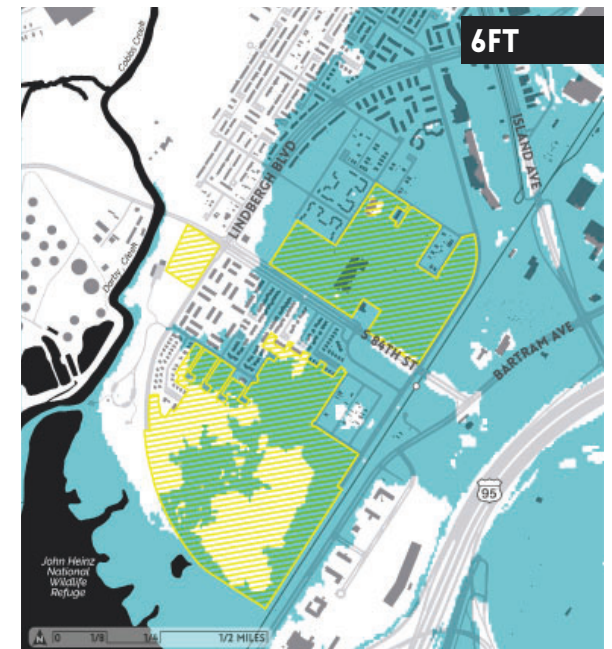 6FT
Cobbs Creek
ISLAND AVE
LINDBERGH BLVD
Darby Creek
S 84TH ST
BARTRAM AVE
95
John Heinz
National
Wildlife
Refuge
N 0 1/8 1/4 1/2 MILES